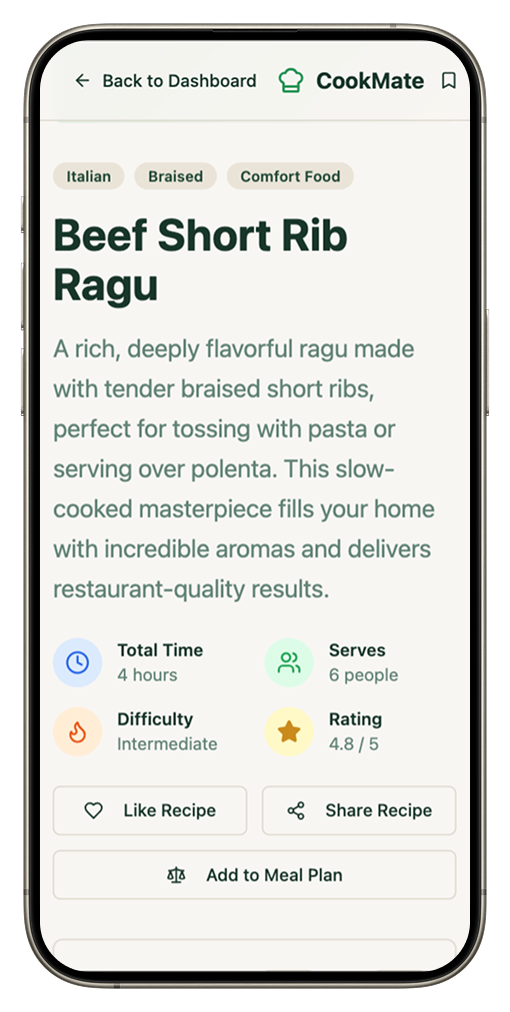 Back to Dashboard CookMate
Italian Braised Comfort Food
Beef Short Rib
Ragu
A rich, deeply flavorful ragu made
with tender braised short ribs,
perfect for tossing with pasta or
serving over polenta. This slow-
cooked masterpiece fills your home
with incredible aromas and delivers
restaurant-quality results.
Total Time Serves
4 hours 6 people
Difficulty Rating
Intermediate 4.8 / 5
Like Recipe Share Recipe
Add to Meal Plan